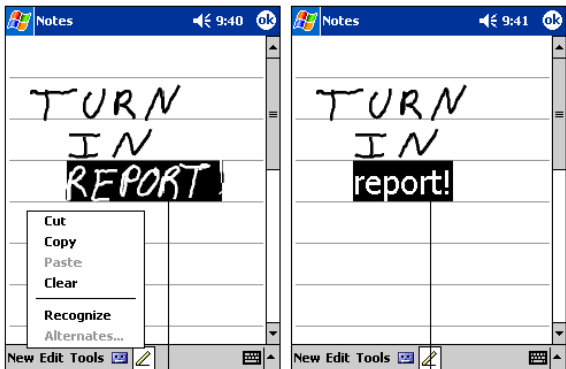 Notes 9:40 ok
TURN
IN
REPORT!
Cut
Copy
Paste
Clear
Recognize
Alternates...
New Edit Tools
Notes 9:41 ok
TURN
IN
report!
New Edit Tools